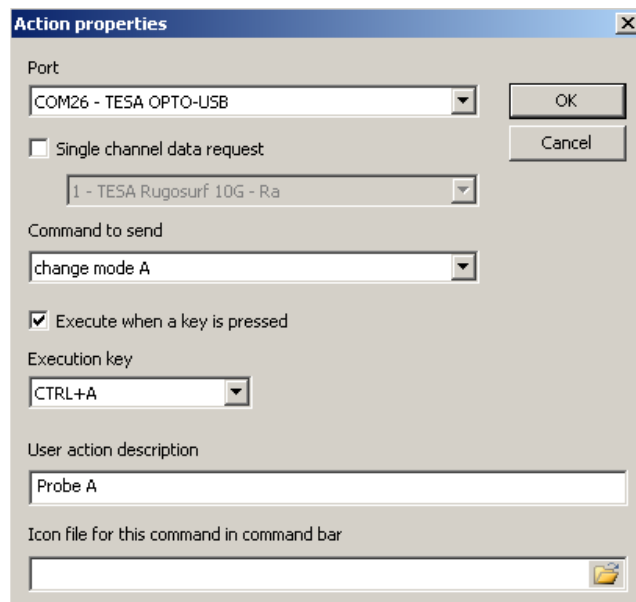 Action properties
Port
COM26 - TESA OPTO-USB
OK
Single channel data request
Cancel
1 - TESA Rugosurf 10G - Ra
Command to send
change mode A
Execute when a key is pressed
Execution key
CTRL+A
User action description
Probe A
Icon file for this command in command bar